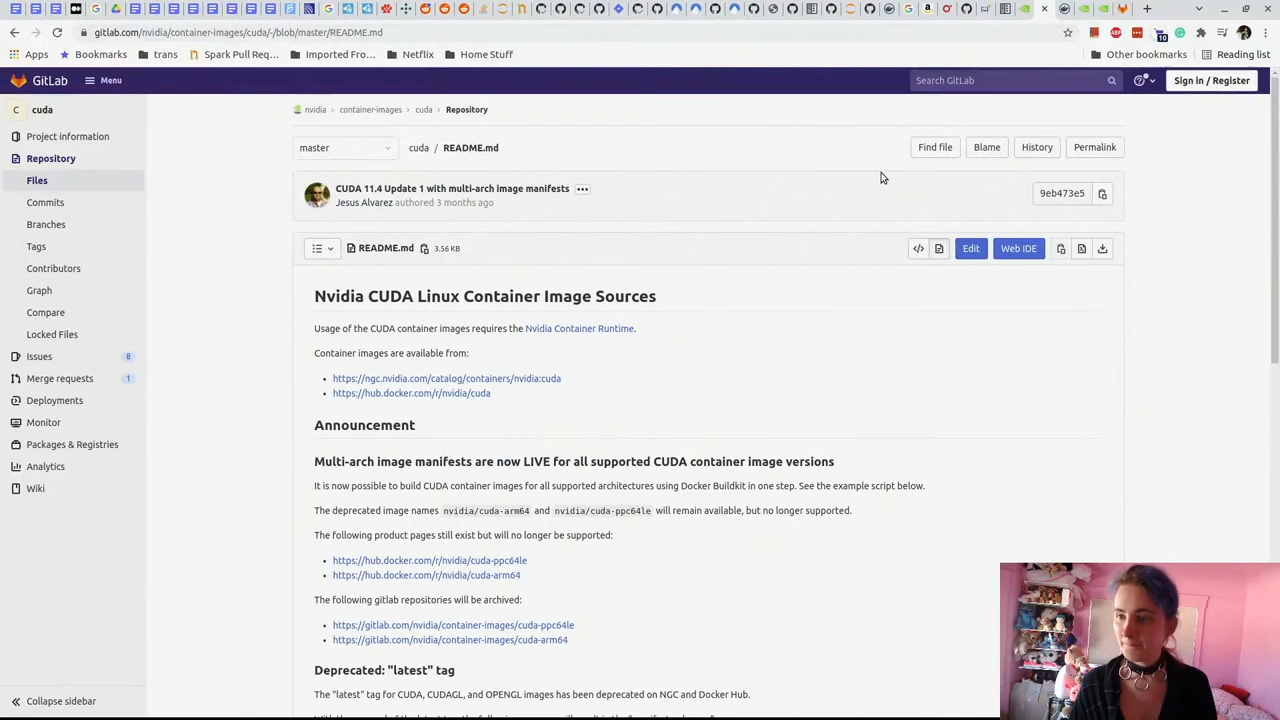 gitlab.com/nvidia/container-images/cuda/-/blob/master/README.md
Apps Bookmarks trans Spark Pull Req... Imported Fro... Netflix Home Stuff Other bookmarks Reading list
GitLab Menu Search GitLab Sign in / Register
C cuda
Project information
Repository
Files
Commits
Branches
Tags
Contributors
Graph
Compare
Locked Files
Issues 8
Merge requests 1
Deployments
Monitor
Packages & Registries
Analytics
Wiki
Collapse sidebar
nvidia container-images cuda Repository
master cuda / README.md Find file Blame History Permalink
CUDA 11.4 Update 1 with multi-arch image manifests
Jesus Alvarez authored 3 months ago
9eb473e5
README.md 3.56 KB Edit Web IDE
Nvidia CUDA Linux Container Image Sources
Usage of the CUDA container images requires the Nvidia Container Runtime.
Container images are available from:
https://ngc.nvidia.com/catalog/containers/nvidia:cuda
https://hub.docker.com/r/nvidia/cuda
Announcement
Multi-arch image manifests are now LIVE for all supported CUDA container image versions
It is now possible to build CUDA container images for all supported architectures using Docker Buildkit in one step. See the example script below.
The deprecated image names nvidia/cuda-arm64 and nvidia/cuda-ppc64le will remain available, but no longer supported.
The following product pages still exist but will no longer be supported:
https://hub.docker.com/r/nvidia/cuda-ppc64le
https://hub.docker.com/r/nvidia/cuda-arm64
The following gitlab repositories will be archived:
https://gitlab.com/nvidia/container-images/cuda-ppc64le
https://gitlab.com/nvidia/container-images/cuda-arm64
Deprecated: "latest" tag
The "latest" tag for CUDA, CUDAGL, and OPENGL images has been deprecated on NGC and Docker Hub.